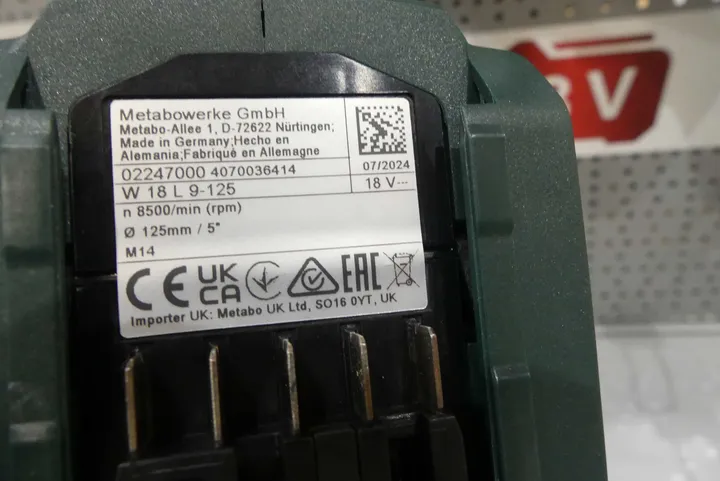 Metabowerke GmbH
Metabo-Allee 1, D-72622 Nürtingen;
Made in Germany;Hecho en
Alemania;Fabriqué en Allemagne
07/2024
02247000 4070036414
W 18 L 9-125
18 V
n 8500/min (rpm)
Ø 125mm / 5"
M14
CE UK CA EAC
Importer UK: Metabo UK Ltd, SO16 0YT, UK
V